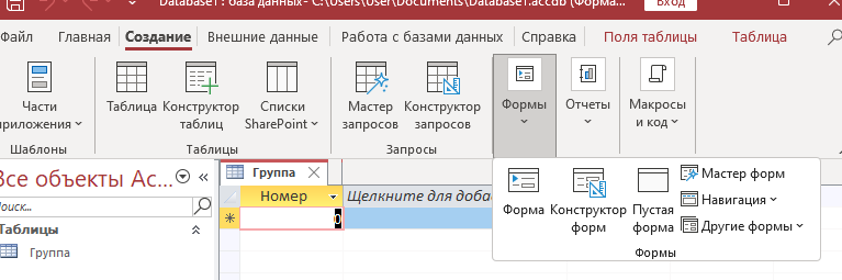 Database1 : база данных- C:\Users\User\Documents\Database1.accdb (Форма...
Вход
Файл Главная Создание Внешние данные Работа с базами данных Справка Поля таблицы Таблица
Части приложения
Таблица
Конструктор таблиц
Списки SharePoint
Мастер запросов
Конструктор запросов
Формы
Отчеты
Макросы и код
Шаблоны
Таблицы
Запросы
Все объекты Ac...
Поиск...
Таблицы
Группа
Группа
Номер
Щелкните для доба
0
Форма
Конструктор форм
Пустая форма
Мастер форм
Навигация
Другие формы
Формы